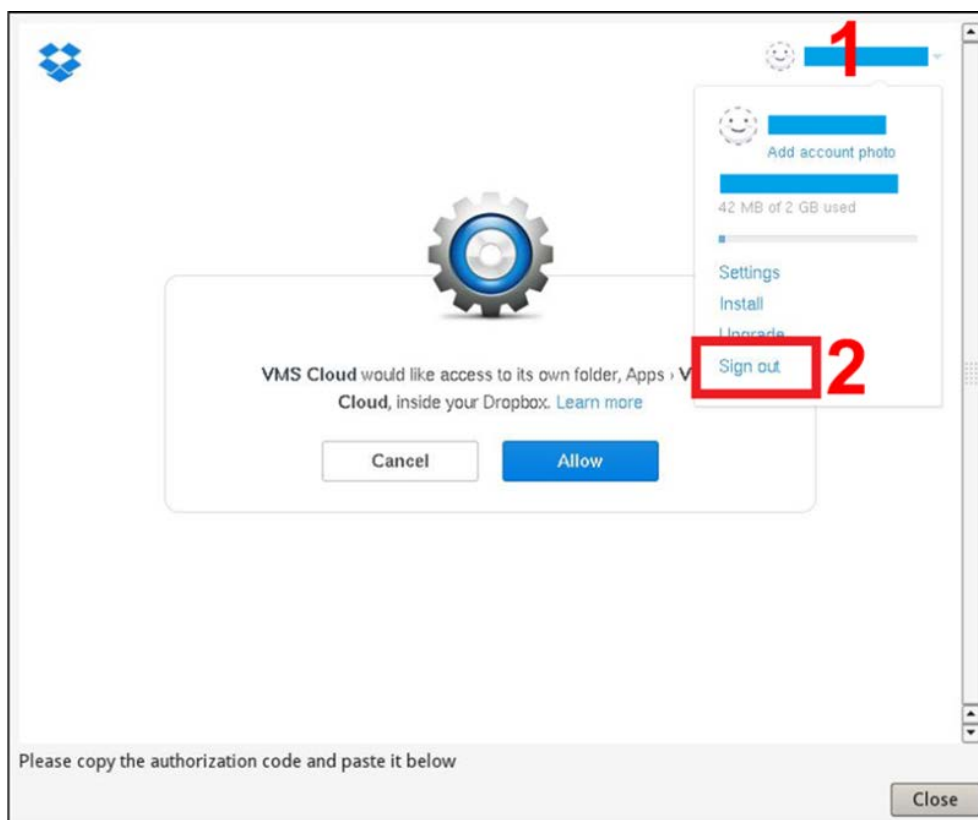 1
Add account photo
42 MB of 2 GB used
Settings
Install
Upgrade
Sign out
2
VMS Cloud would like access to its own folder, Apps › V
Cloud, inside your Dropbox. Learn more
Cancel
Allow
Please copy the authorization code and paste it below
Close